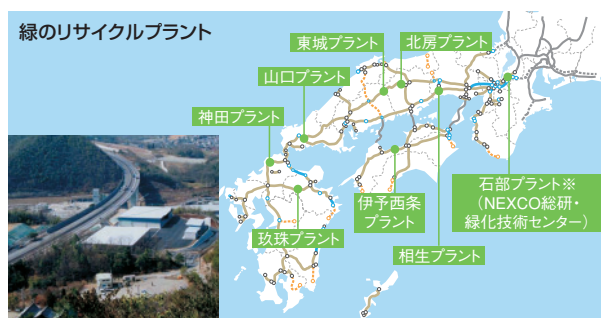 緑のリサイクルプラント
東城プラント
北房プラント
山口プラント
神田プラント
玖珠プラント
伊予西条
プラント
相生プラント
石部プラント※
(NEXCO総研・
緑化技術センター)